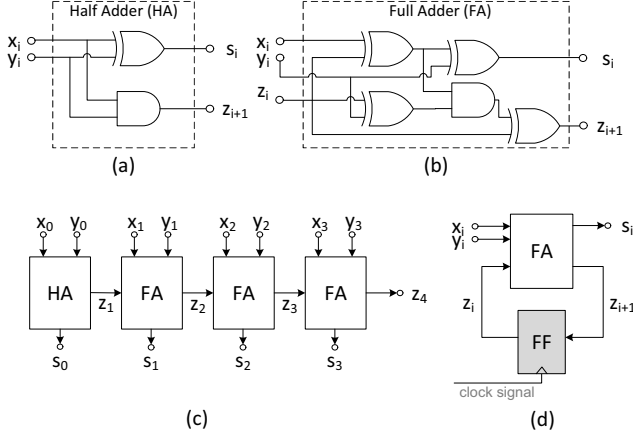 Half Adder (HA)
xᵢ
yᵢ
sᵢ
zᵢ₊₁
(a)
Full Adder (FA)
xᵢ
yᵢ
zᵢ
sᵢ
zᵢ₊₁
(b)
x₀ y₀ x₁ y₁ x₂ y₂ x₃ y₃
HA z₁ FA z₂ FA z₃ FA z₄
s₀ s₁ s₂ s₃
(c)
xᵢ
yᵢ
FA
sᵢ
zᵢ
zᵢ₊₁
FF
clock signal
(d)